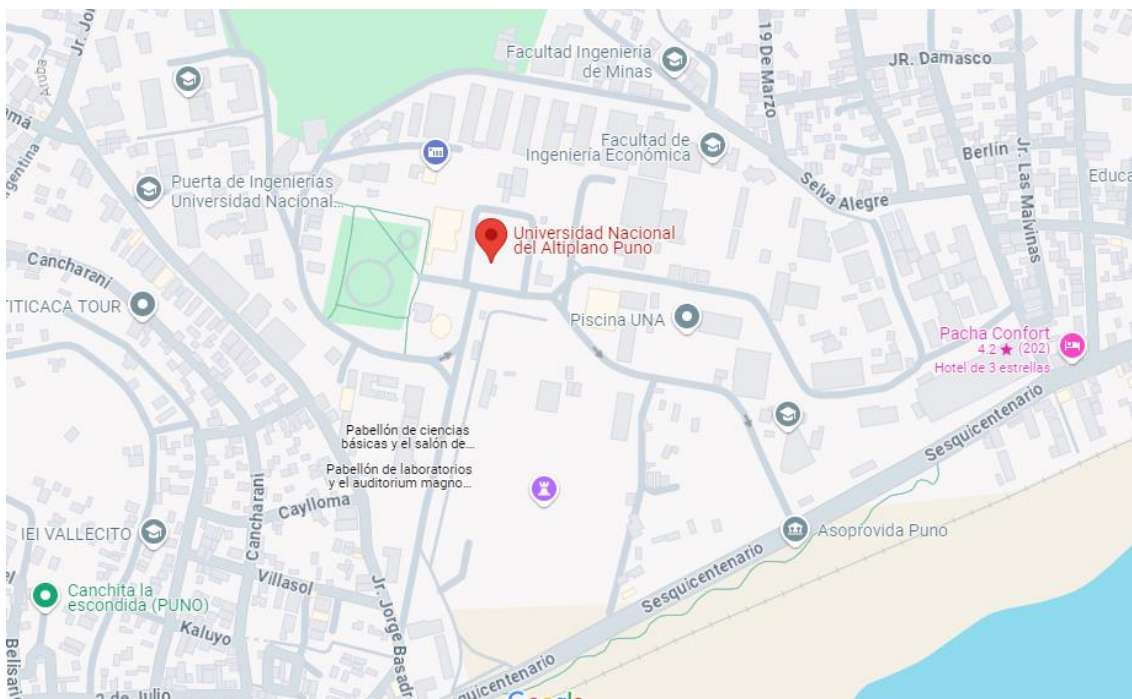 Jr. Jor
Facultad Ingeniería
de Minas
19 De Marzo
JR. Damasco
Facultad de
Ingeniería Económica
Berlín
Jr. Las Malvinas
Educa
Puerta de Ingenierías
Universidad Nacional...
Selva Alegre
Universidad Nacional
del Altiplano Puno
Cancharani
TITICACA TOUR
Piscina UNA
Pacha Confort
4.2 ★ (202)
Hotel de 3 estrellas
Sesquicentenario
Pabellón de ciencias
básicas y el salón de...
Pabellón de laboratorios
y el auditorium magno...
Caylloma
Cancharani
IEI VALLECITO
Asoprovida Puno
Sesquicentenario
Villasol
Canchita la
escondida (PUNO)
Jr. Jorge Basadr
Kaluyo
Belisario
2 de Julio
quicentenario
Google